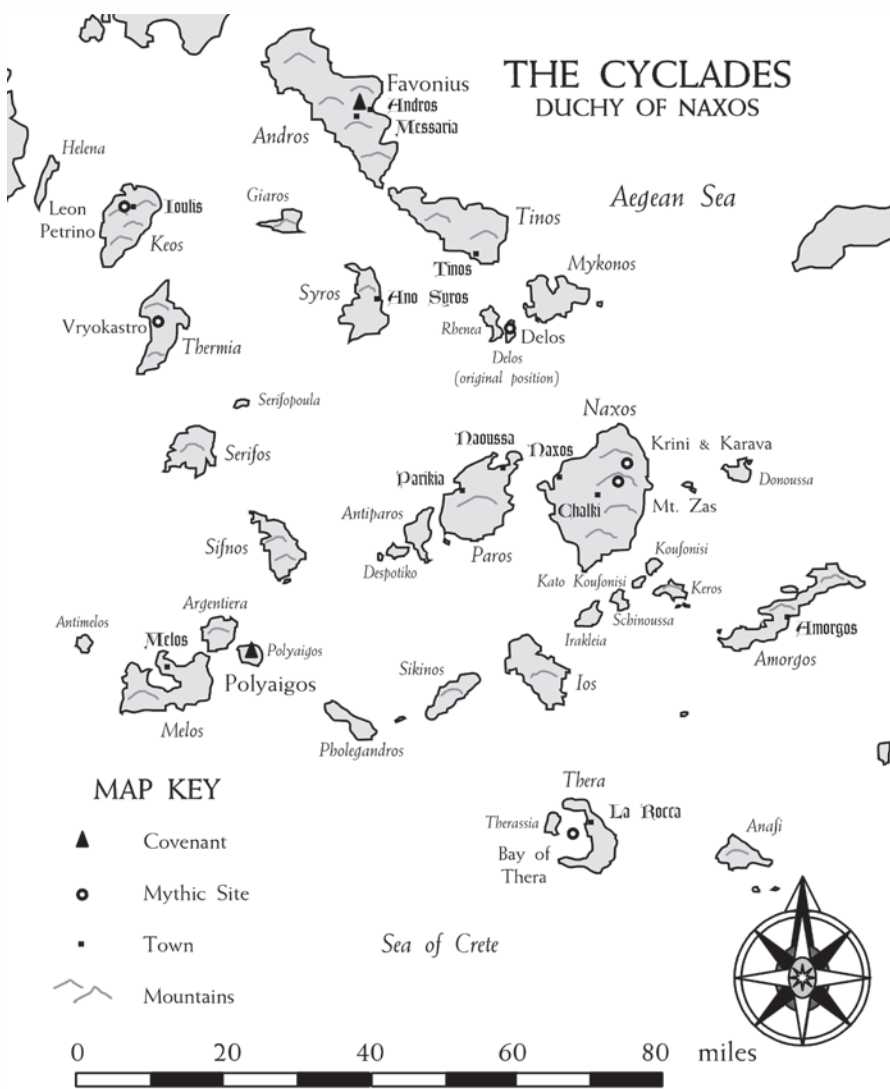 THE CYCLADES
DUCHY OF NAXOS
Favonius
Andros
Messaria
Andros
Helena
Leon
Petrino
Ioulis
Keos
Giaros
Tinos
Aegean Sea
Tinos
Mykonos
Syros
Ano Syros
Rhenea
Delos
Delos
(original position)
Vryokastro
Thermia
Serifopoula
Serifos
Naxos
Naoussa
Naxos
Krini & Karava
Parikia
Donoussa
Chalki
Mt. Zas
Antiparos
Paros
Despotiko
Sifnos
Koufonisi
Kato Koufonisi
Keros
Schinoussa
Irakleia
Argentiera
Antimelos
Melos
Polyaigos
Polyaigos
Amorgos
Amorgos
Sikinos
Ios
Melos
Pholegandros
MAP KEY
Covenant
Mythic Site
Town
Mountains
Thera
Therassia
La Rocca
Bay of
Thera
Anafi
Sea of Crete
0 20 40 60 80 miles